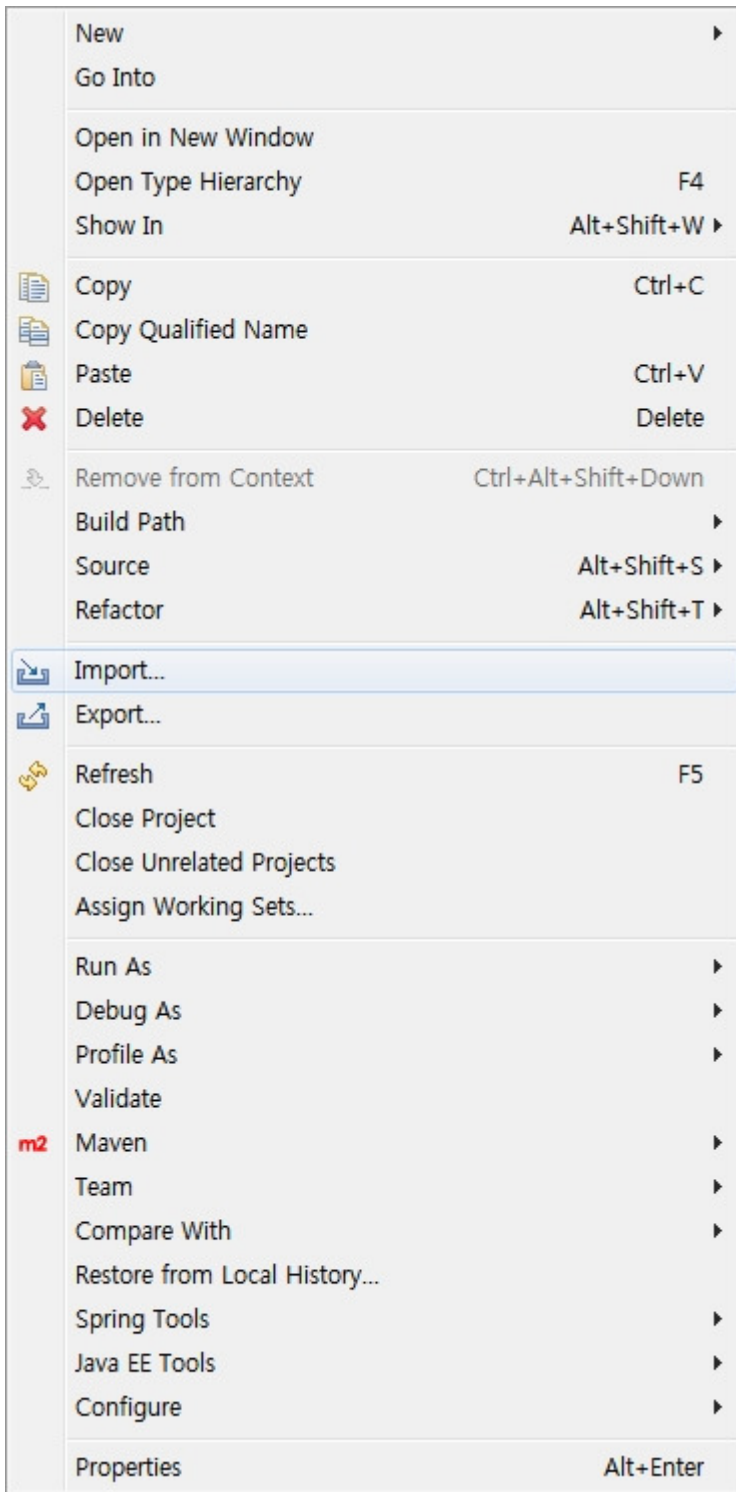 New
Go Into
Open in New Window
Open Type Hierarchy F4
Show In Alt+Shift+W
Copy Ctrl+C
Copy Qualified Name
Paste Ctrl+V
Delete Delete
Remove from Context Ctrl+Alt+Shift+Down
Build Path
Source Alt+Shift+S
Refactor Alt+Shift+T
Import...
Export...
Refresh F5
Close Project
Close Unrelated Projects
Assign Working Sets...
Run As
Debug As
Profile As
Validate
m2 Maven
Team
Compare With
Restore from Local History...
Spring Tools
Java EE Tools
Configure
Properties Alt+Enter